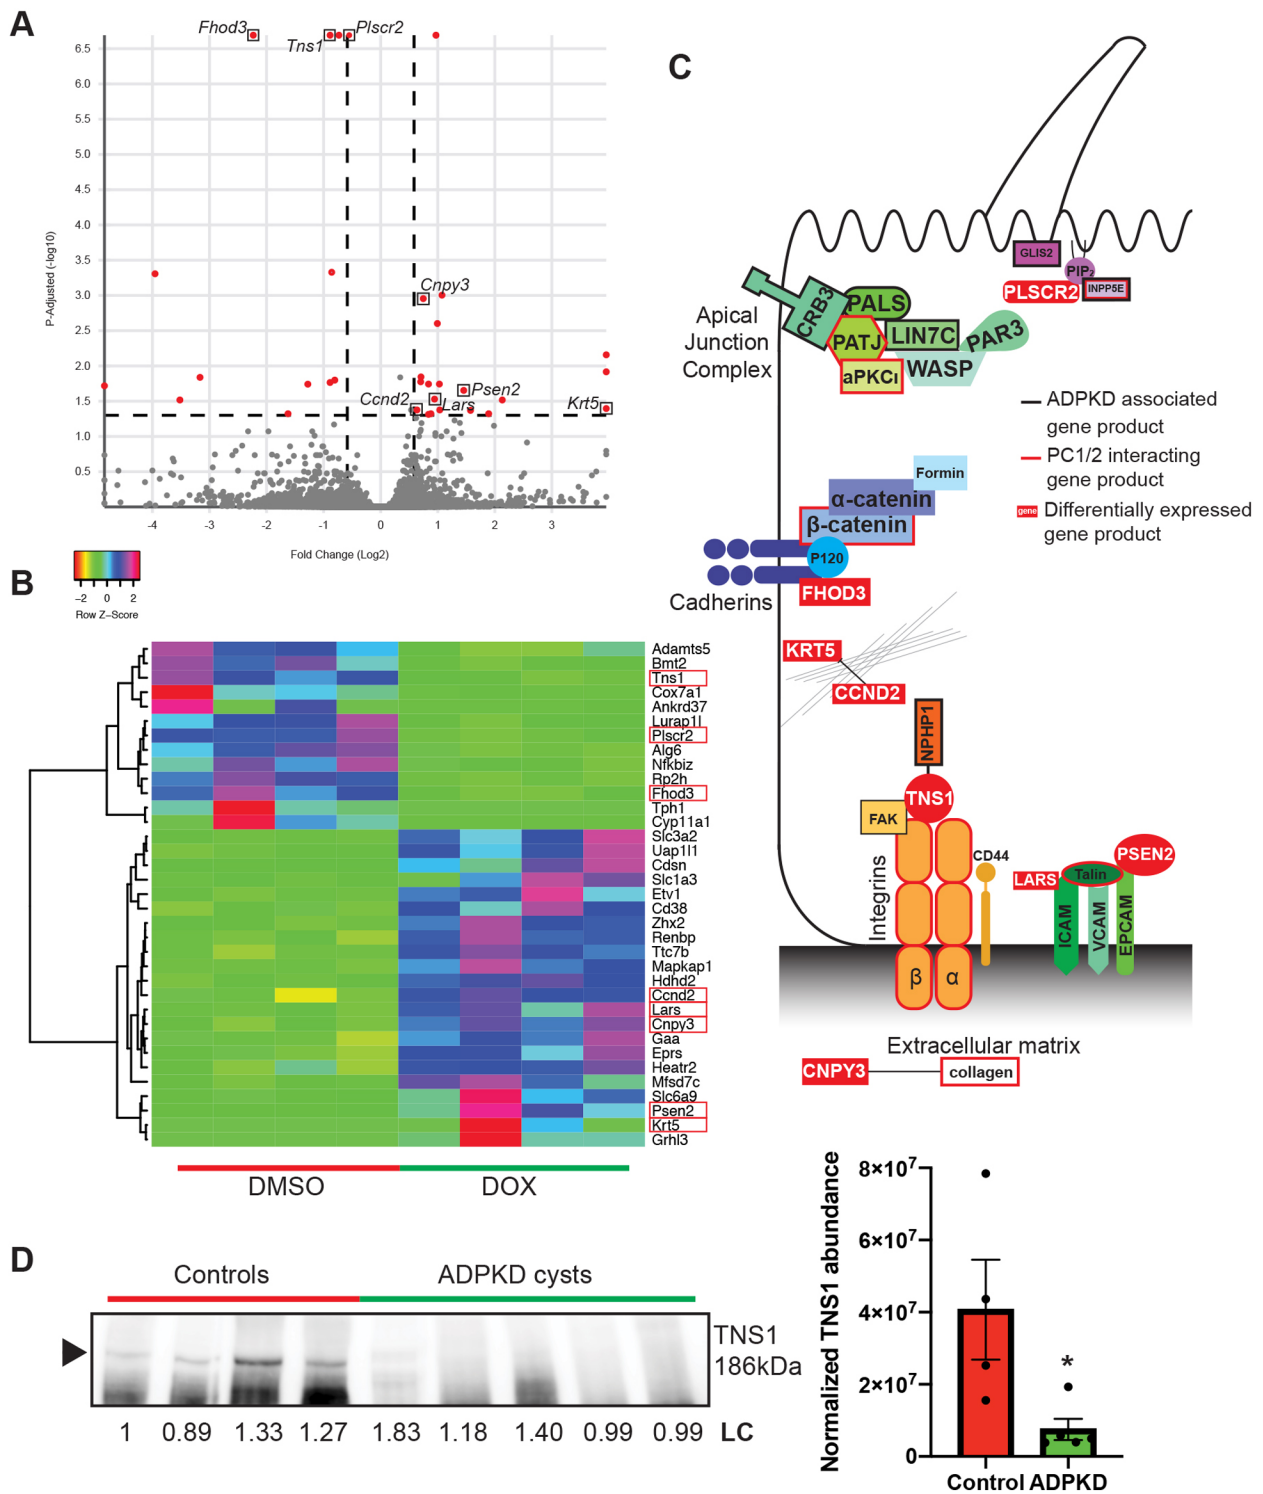 A
Fhod3
Tns1
Plscr2
6.5
6.0
5.5
5.0
4.5
4.0
3.5
3.0
2.5
2.0
1.5
1.0
0.5
P-Adjusted (-log10)
Cnpy3
Psen2
Ccnd2
Lars
Krt5
-4
-3
-2
-1
0
1
2
3
Fold Change (Log2)
B
−2
0
2
Row Z−Score
Adamts5
Bmt2
Tns1
Cox7a1
Ankrd37
Lurap1l
Plscr2
Alg6
Nfkbiz
Rp2h
Fhod3
Tph1
Cyp11a1
Slc3a2
Uap1l1
Cdsn
Slc1a3
Etv1
Cd38
Zhx2
Renbp
Ttc7b
Mapkap1
Hdhd2
Ccnd2
Lars
Cnpy3
Gaa
Eprs
Heatr2
Mfsd7c
Slc6a9
Psen2
Krt5
Grhl3
DMSO
DOX
C
GLIS2
PIP2
PLSCR2
INPP5E
Apical
Junction
Complex
CRB3
PALS
PATJ
LIN7C
PAR3
aPKCι
WASP
ADPKD associated
gene product
PC1/2 interacting
gene product
gene
Differentially expressed
gene product
Formin
α-catenin
β-catenin
P120
FHOD3
Cadherins
KRT5
CCND2
NPHP1
TNS1
FAK
CD44
Integrins
β
α
LARS
Talin
PSEN2
ICAM
VCAM
EPCAM
Extracellular matrix
CNPY3
collagen
D
Controls
ADPKD cysts
TNS1
186kDa
1
0.89
1.33
1.27
1.83
1.18
1.40
0.99
0.99
LC
Normalized TNS1 abundance
8×10⁷
6×10⁷
4×10⁷
2×10⁷
0
*
Control
ADPKD